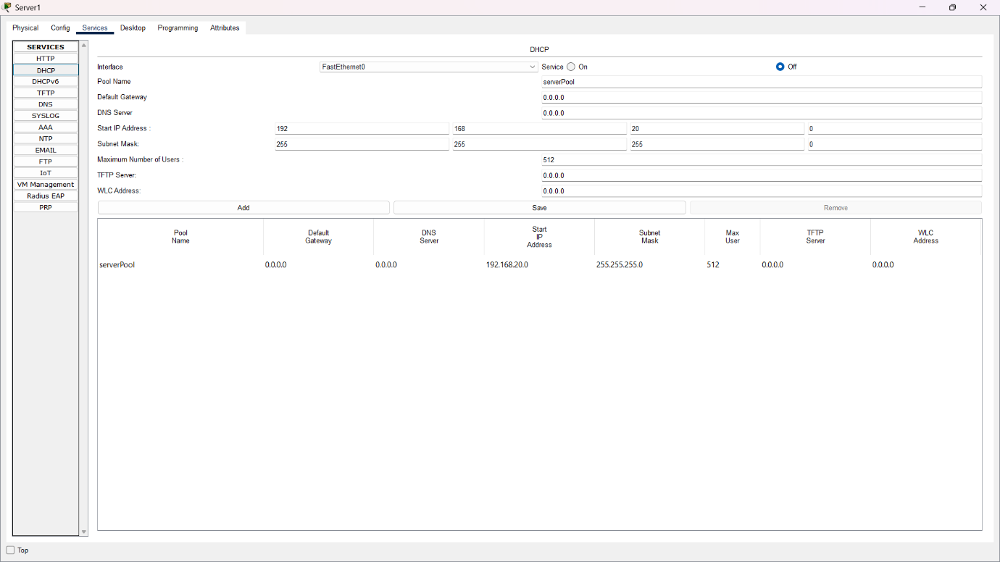 Server1
Physical Config Services Desktop Programming Attributes
SERVICES
HTTP
DHCP
DHCPv6
TFTP
DNS
SYSLOG
AAA
NTP
EMAIL
FTP
IoT
VM Management
Radius EAP
PRP
DHCP
Interface FastEthernet0 Service On Off
Pool Name serverPool
Default Gateway 0.0.0.0
DNS Server 0.0.0.0
Start IP Address : 192 168 20 0
Subnet Mask: 255 255 255 0
Maximum Number of Users : 512
TFTP Server: 0.0.0.0
WLC Address: 0.0.0.0
Add Save Remove
Pool Name Default Gateway DNS Server Start IP Address Subnet Mask Max User TFTP Server WLC Address
serverPool 0.0.0.0 0.0.0.0 192.168.20.0 255.255.255.0 512 0.0.0.0 0.0.0.0
Top